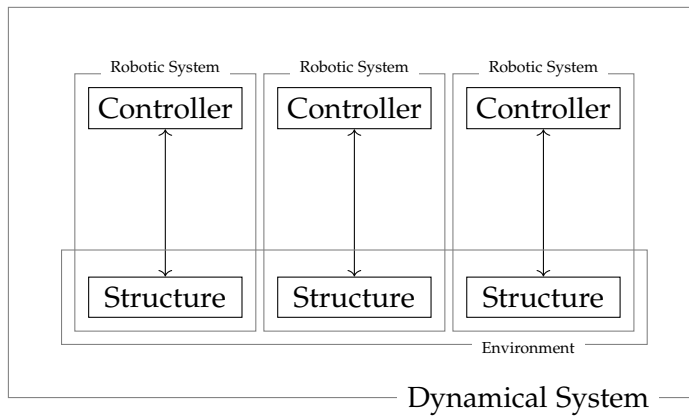 Robotic System Robotic System Robotic System
Controller Controller Controller
Structure Structure Structure
Environment
Dynamical System